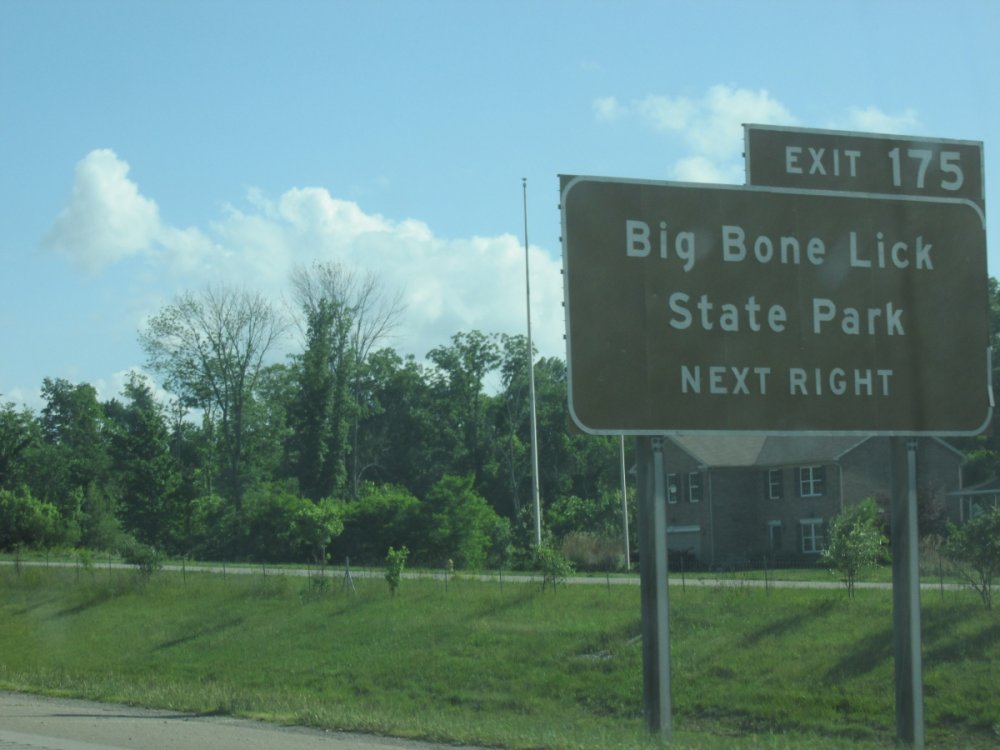 EXIT 175
Big Bone Lick
State Park
NEXT RIGHT